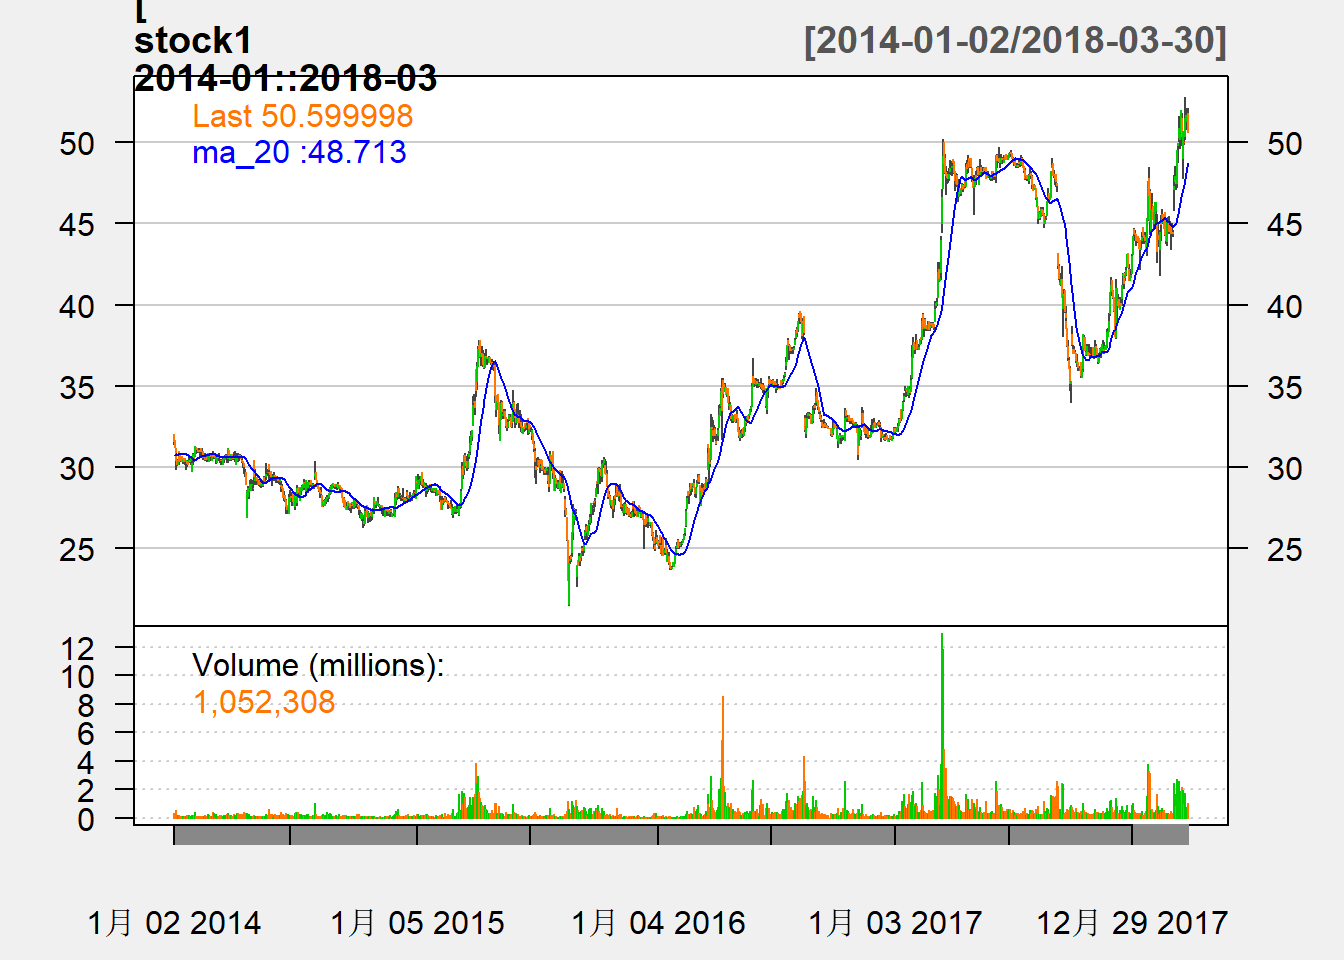 [
stock1
[2014-01-02/2018-03-30]
2014-01::2018-03
Last 50.599998
ma_20 :48.713
50
50
45
45
40
40
35
35
30
30
25
25
Volume (millions):
1,052,308
12
10
8
6
4
2
0
1月 02 2014
1月 05 2015
1月 04 2016
1月 03 2017
12月 29 2017